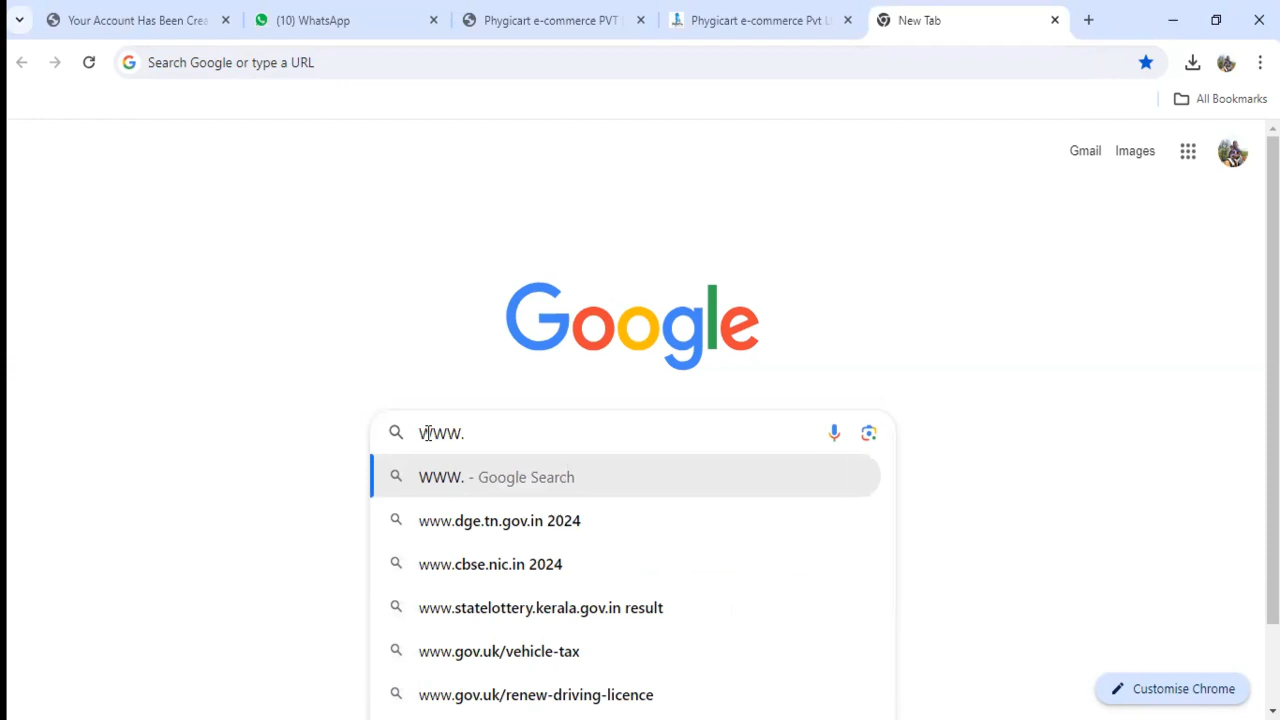 Your Account Has Been Crea
(10) WhatsApp
Phygicart e-commerce PVT
Phygicart e-commerce Pvt L
New Tab
Search Google or type a URL
All Bookmarks
Gmail
Images
Google
WWW.
WWW. - Google Search
www.dge.tn.gov.in 2024
www.cbse.nic.in 2024
www.statelottery.kerala.gov.in result
www.gov.uk/vehicle-tax
www.gov.uk/renew-driving-licence
Customise Chrome